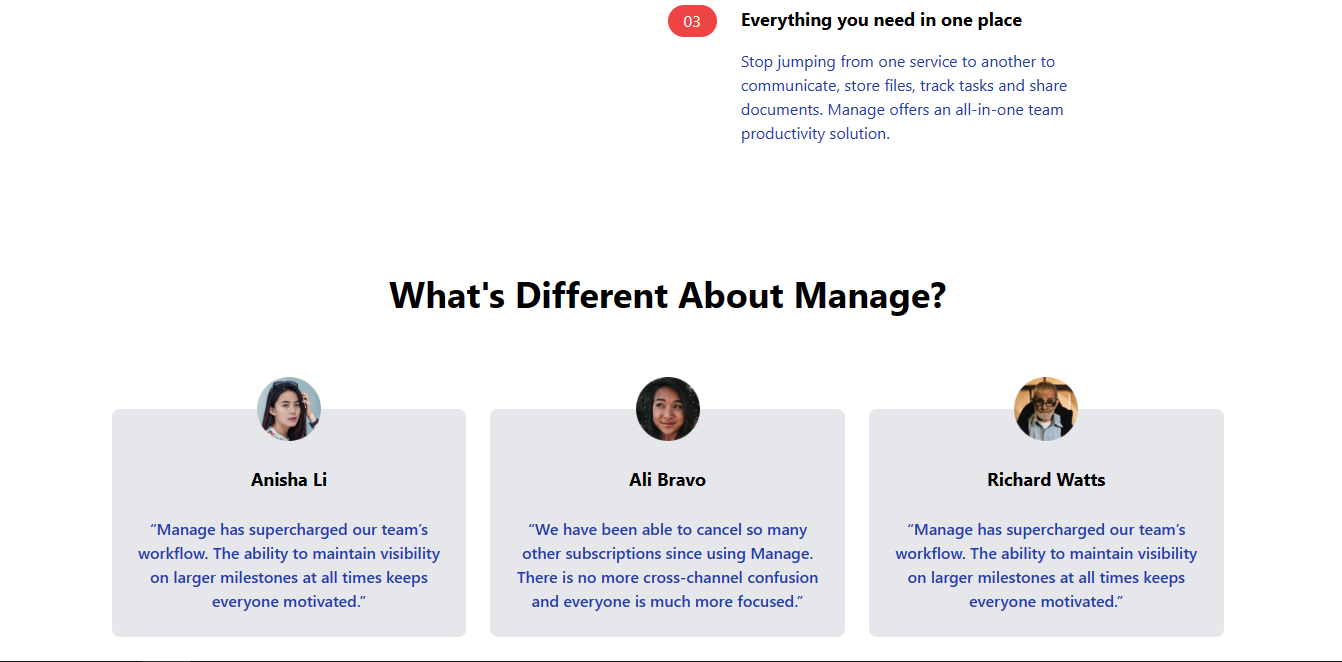 03
Everything you need in one place
Stop jumping from one service to another to
communicate, store files, track tasks and share
documents. Manage offers an all-in-one team
productivity solution.
What's Different About Manage?
Anisha Li
“Manage has supercharged our team’s
workflow. The ability to maintain visibility
on larger milestones at all times keeps
everyone motivated.”
Ali Bravo
“We have been able to cancel so many
other subscriptions since using Manage.
There is no more cross-channel confusion
and everyone is much more focused.”
Richard Watts
“Manage has supercharged our team’s
workflow. The ability to maintain visibility
on larger milestones at all times keeps
everyone motivated.”